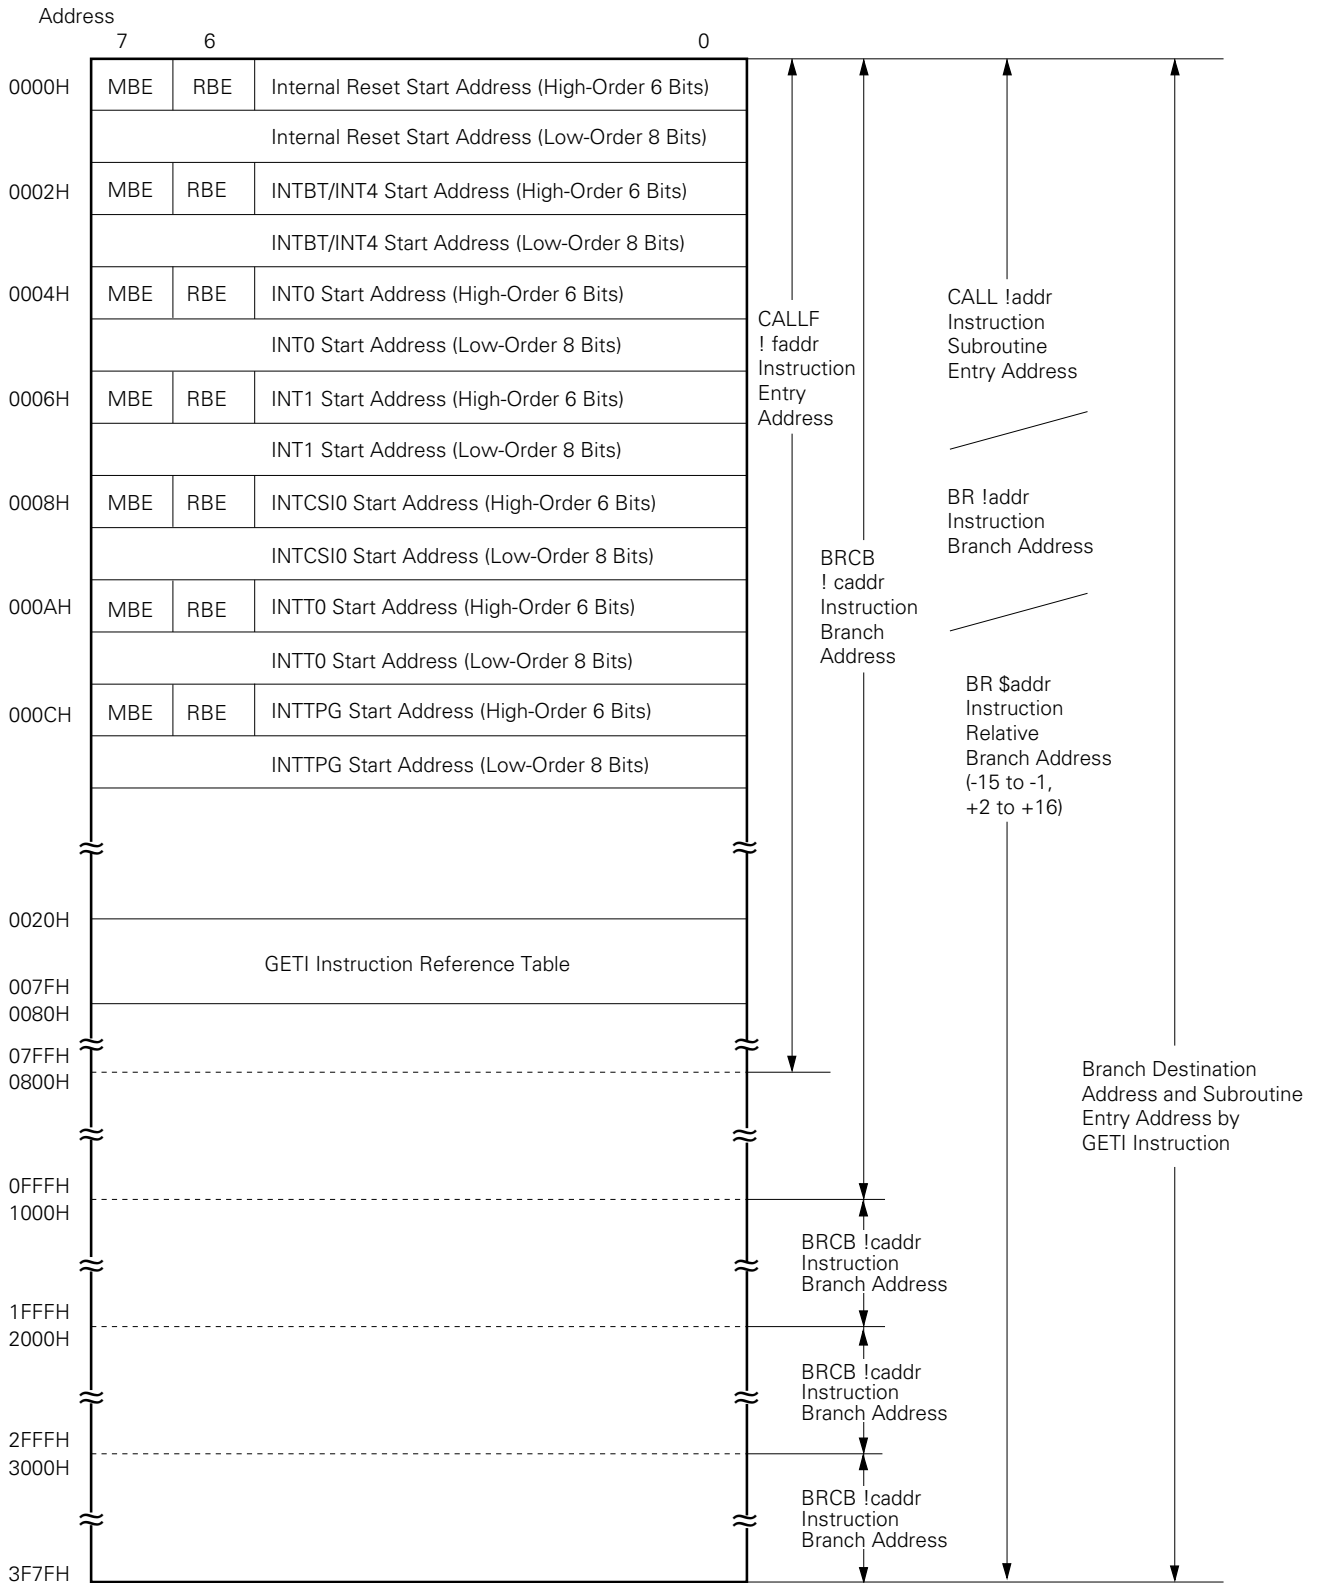 Address
7 6 0
0000H MBE RBE Internal Reset Start Address (High-Order 6 Bits)
Internal Reset Start Address (Low-Order 8 Bits)
0002H MBE RBE INTBT/INT4 Start Address (High-Order 6 Bits)
INTBT/INT4 Start Address (Low-Order 8 Bits)
0004H MBE RBE INT0 Start Address (High-Order 6 Bits)
INT0 Start Address (Low-Order 8 Bits)
0006H MBE RBE INT1 Start Address (High-Order 6 Bits)
INT1 Start Address (Low-Order 8 Bits)
0008H MBE RBE INTCSI0 Start Address (High-Order 6 Bits)
INTCSI0 Start Address (Low-Order 8 Bits)
000AH MBE RBE INTT0 Start Address (High-Order 6 Bits)
INTT0 Start Address (Low-Order 8 Bits)
000CH MBE RBE INTTPG Start Address (High-Order 6 Bits)
INTTPG Start Address (Low-Order 8 Bits)
0020H
GETI Instruction Reference Table
007FH
0080H
07FFH
0800H
0FFFH
1000H
1FFFH
2000H
2FFFH
3000H
3F7FH
CALLF
! faddr
Instruction
Entry
Address
BRCB
! caddr
Instruction
Branch
Address
BRCB !caddr
Instruction
Branch Address
BRCB !caddr
Instruction
Branch Address
BRCB !caddr
Instruction
Branch Address
CALL !addr
Instruction
Subroutine
Entry Address
BR !addr
Instruction
Branch Address
BR $addr
Instruction
Relative
Branch Address
(-15 to -1,
+2 to +16)
Branch Destination
Address and Subroutine
Entry Address by
GETI Instruction